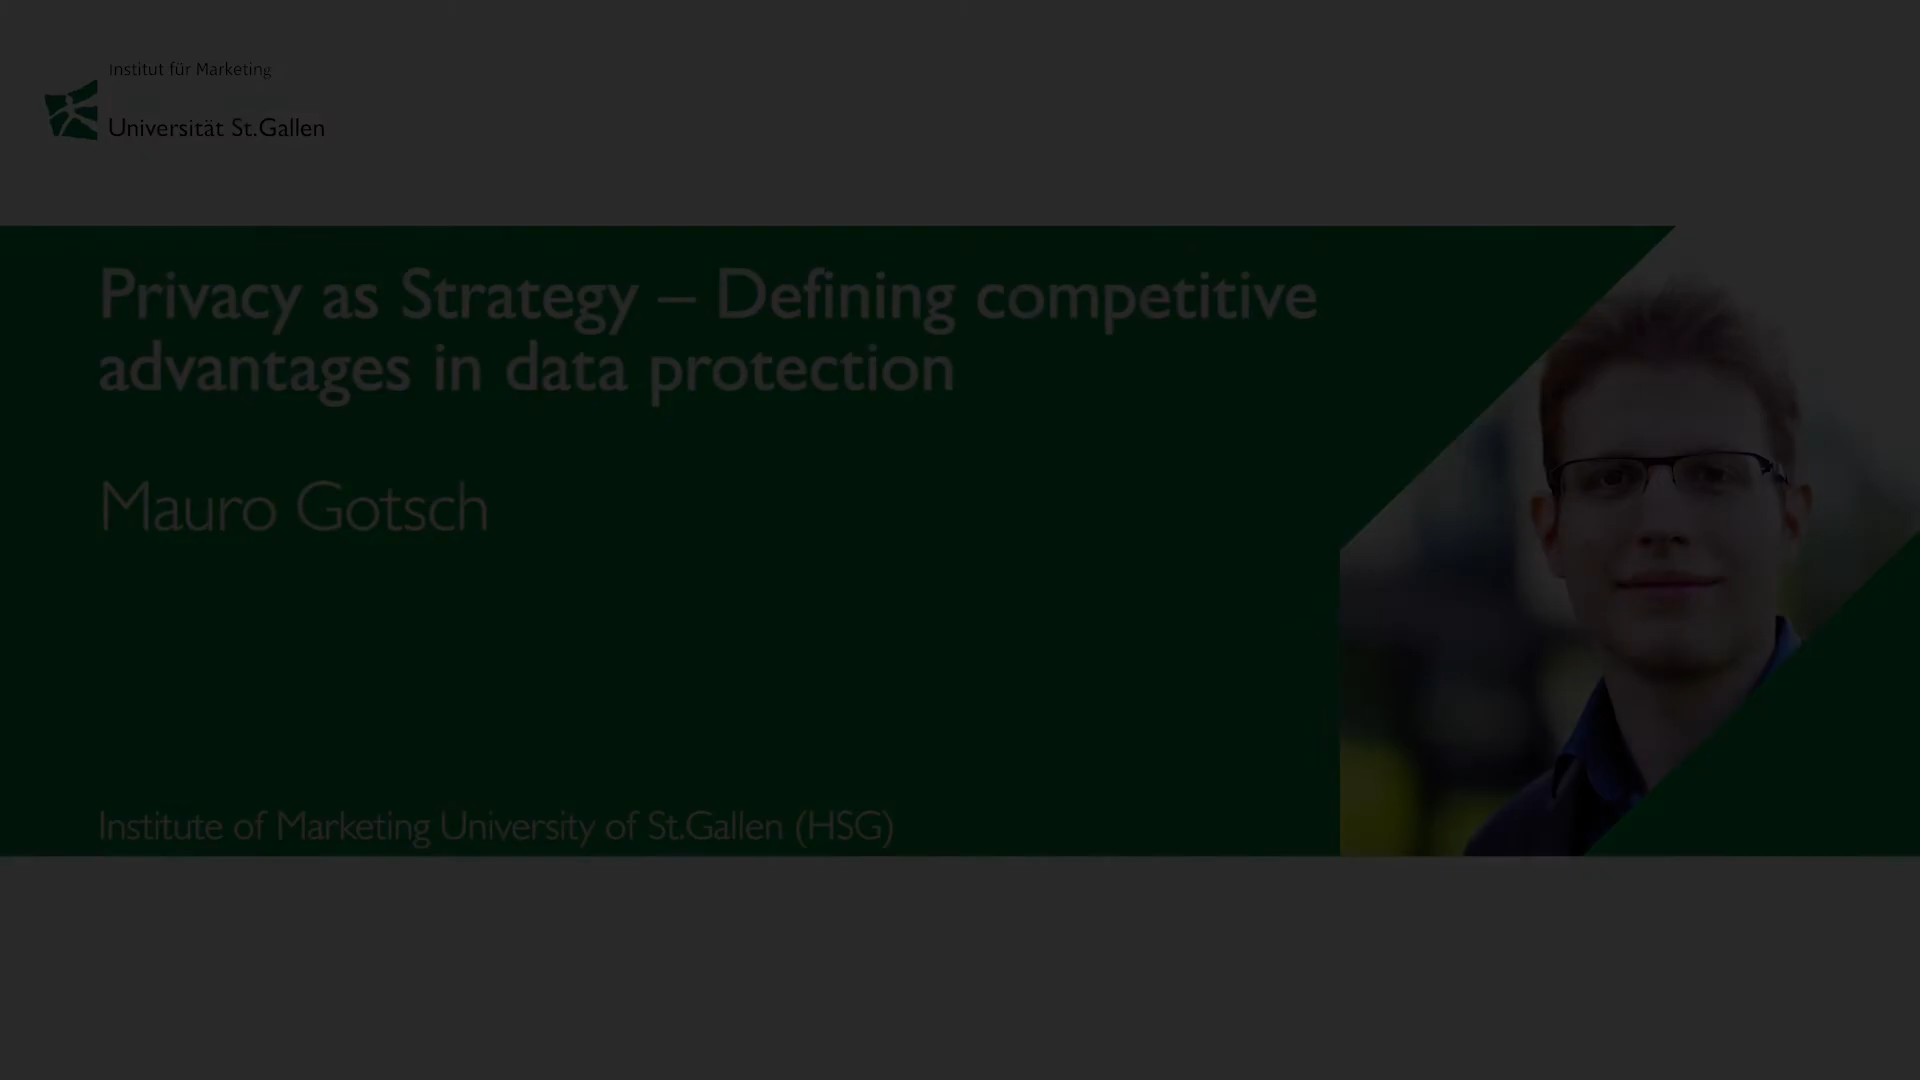 Institut für Marketing
Universität St.Gallen
Privacy as Strategy – Defining competitive
advantages in data protection
Mauro Gotsch
Institute of Marketing University of St.Gallen (HSG)